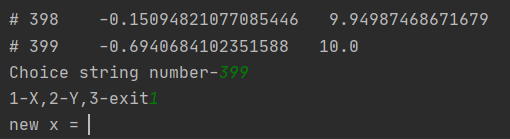 # 398 -0.15094821077085446 9.94987468671679
# 399 -0.6940684102351588 10.0
Choice string number-399
1-X,2-Y,3-exit1
new x =